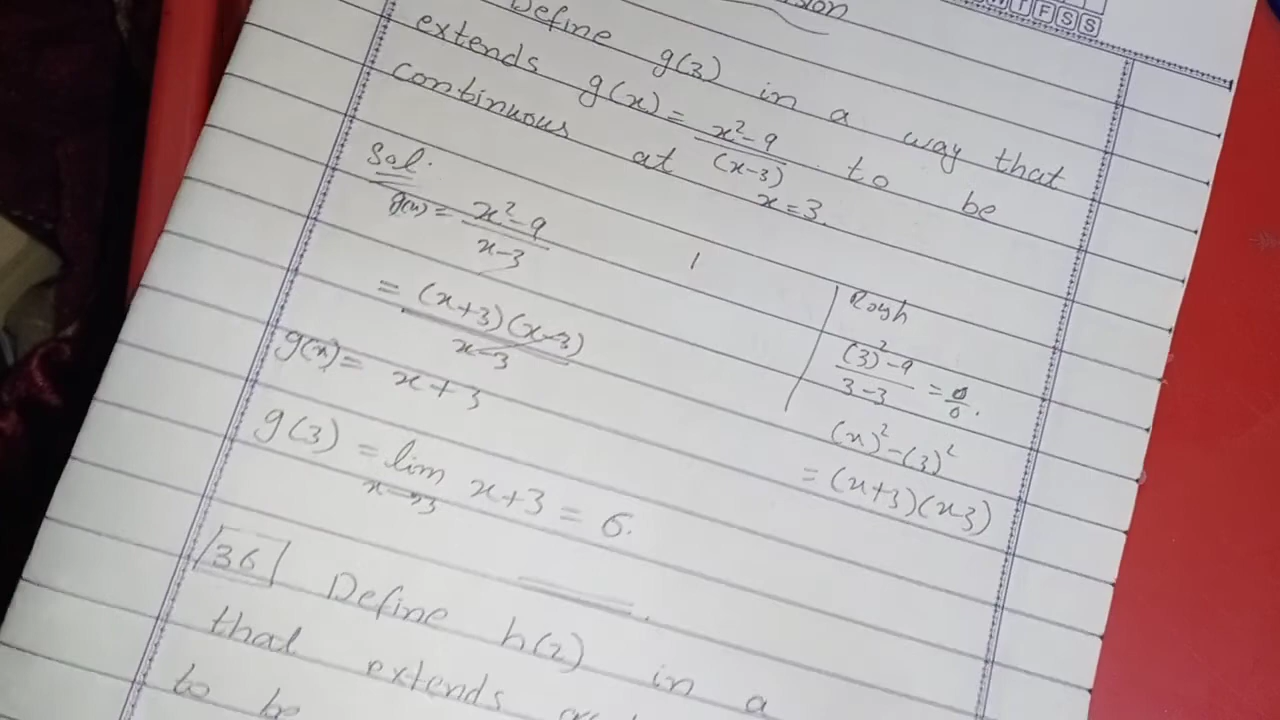 Define g(3) in a way that
extends g(x) = x²-9/(x-3) to be
continuous at x=3.
Sol.
g(x) = x²-9/x-3
= (x+3)(x-3)/x-3
g(x) = x+3
g(3) = lim x→3 x+3 = 6.
Rough
(3)²-9/3-3 = 0/0.
(x)²-(3)²
= (x+3)(x-3)
36 Define h(2) in a
that extends
to be
T F S S